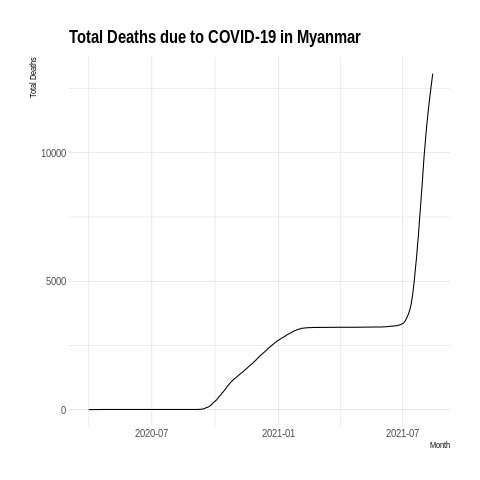 Total Deaths due to COVID-19 in Myanmar
Total Deaths
10000
5000
0
2020-07
2021-01
2021-07
Month